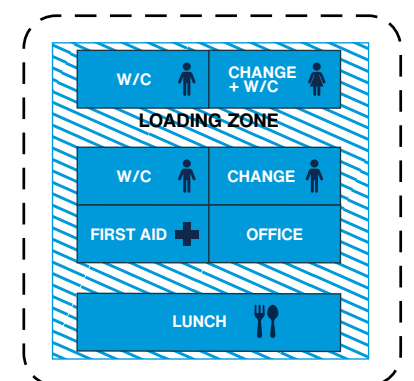 W/C
CHANGE
+ W/C
LOADING ZONE
W/C
CHANGE
FIRST AID
OFFICE
LUNCH